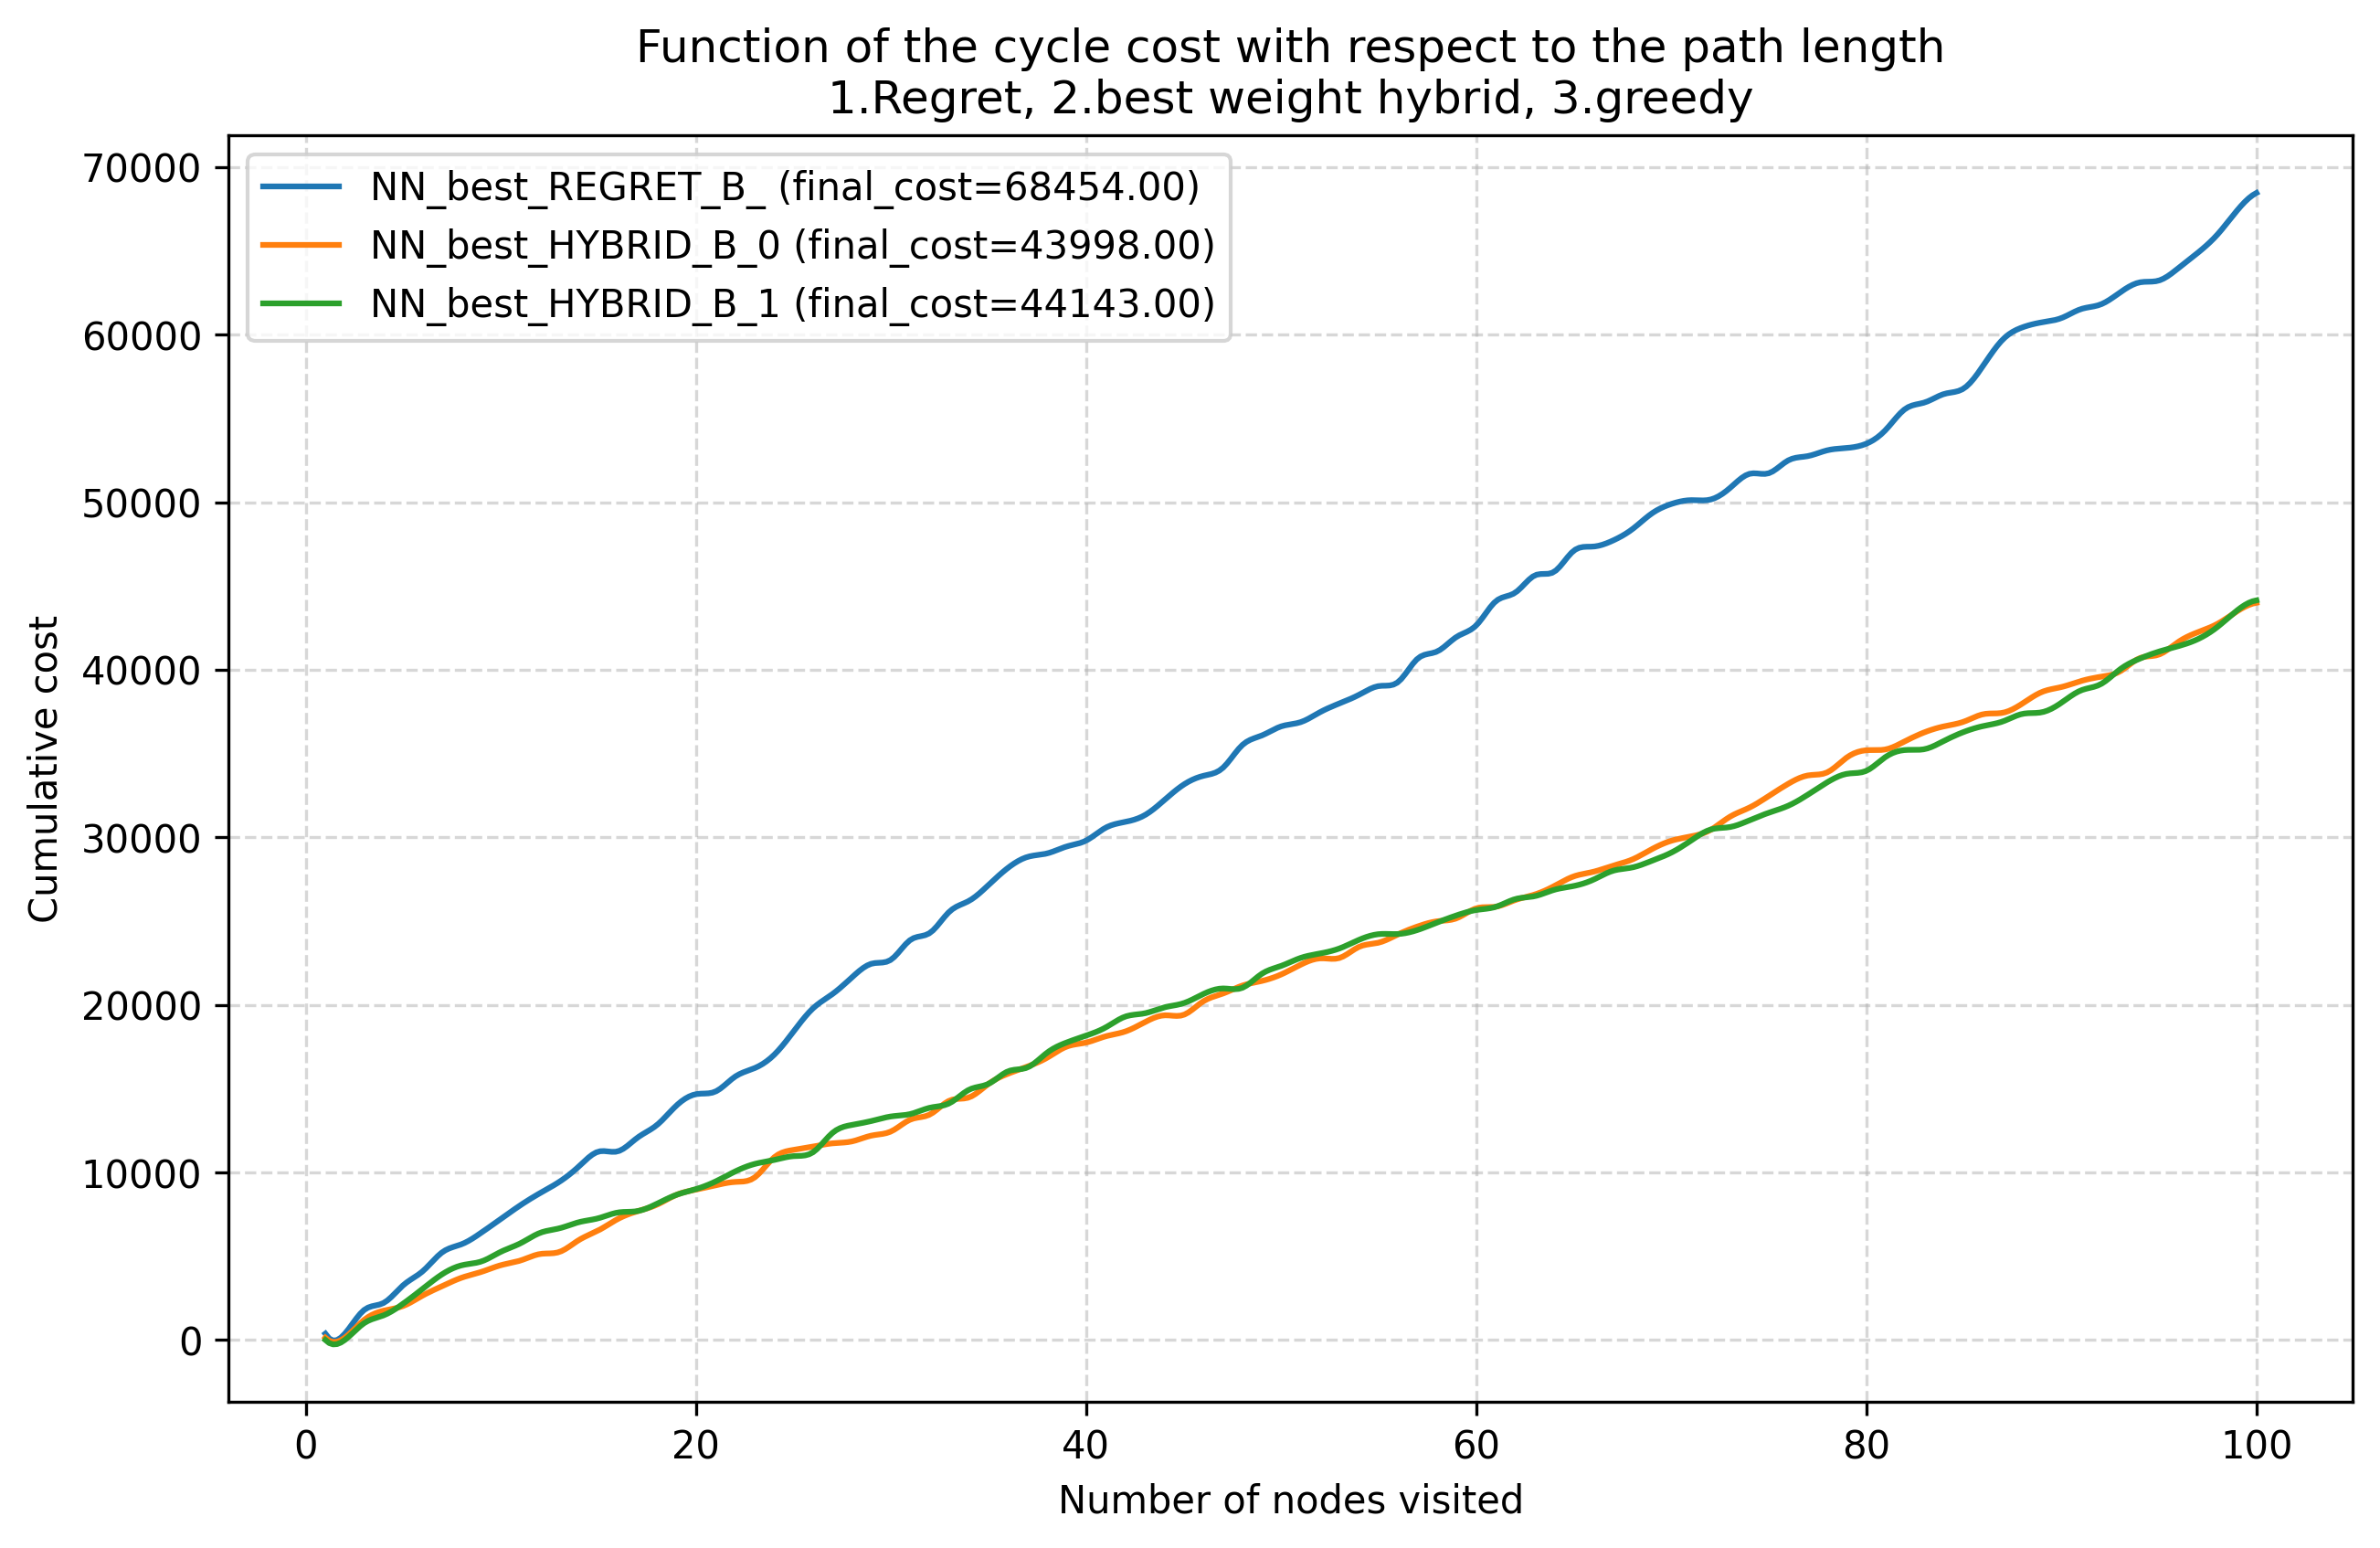 Function of the cycle cost with respect to the path length
1.Regret, 2.best weight hybrid, 3.greedy
NN_best_REGRET_B_ (final_cost=68454.00)
NN_best_HYBRID_B_0 (final_cost=43998.00)
NN_best_HYBRID_B_1 (final_cost=44143.00)
Cumulative cost
70000
60000
50000
40000
30000
20000
10000
0
0 20 40 60 80 100
Number of nodes visited